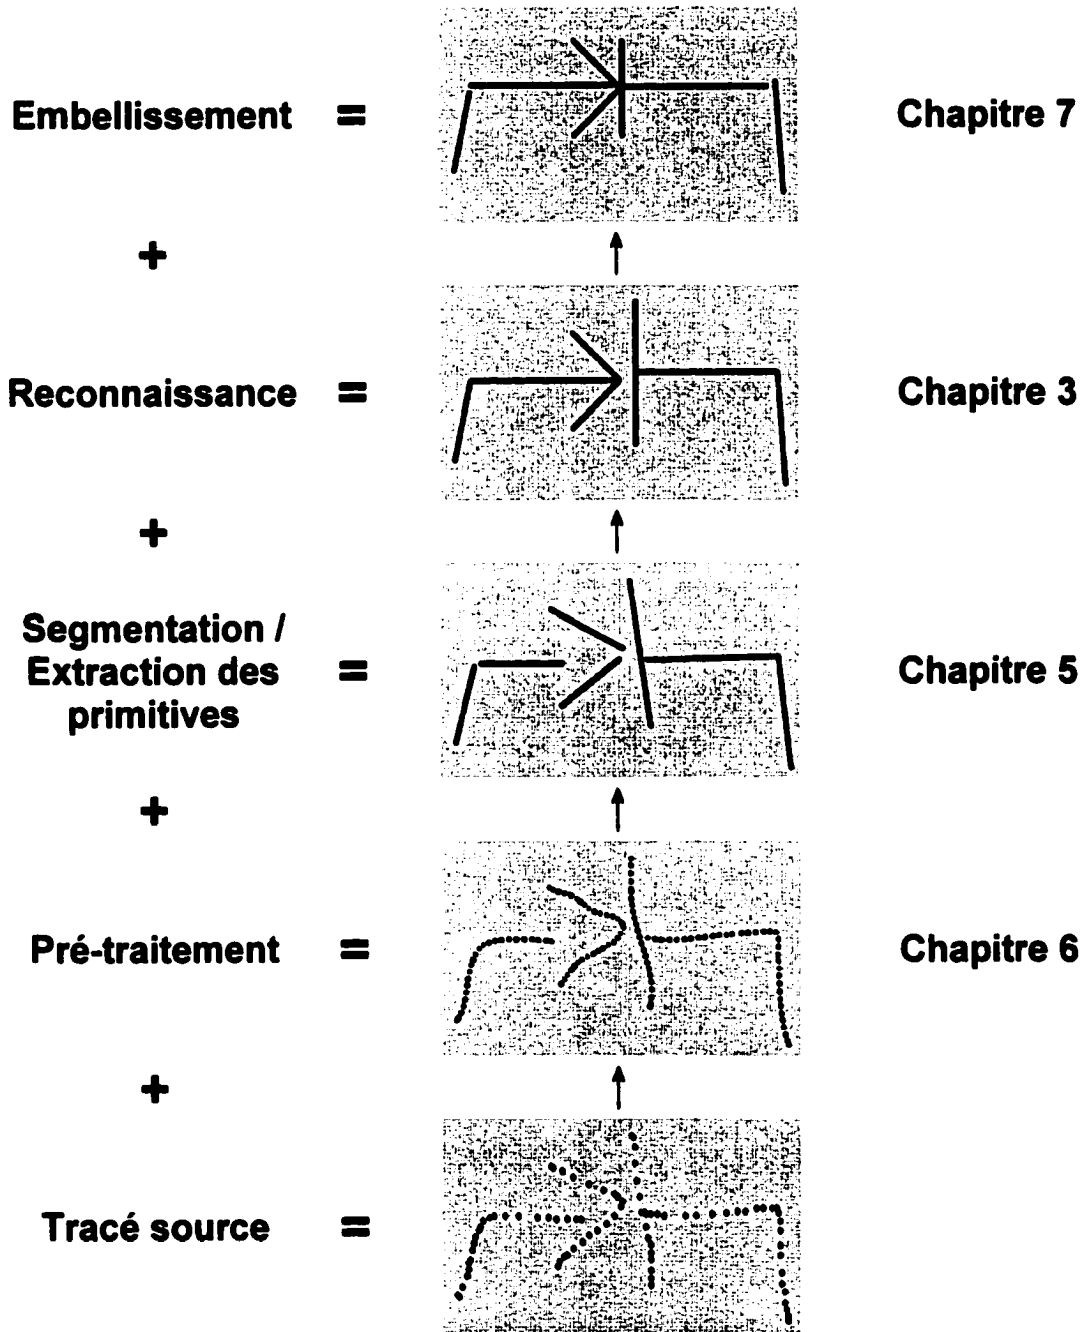 Embellissement = Chapitre 7
+
Reconnaissance = Chapitre 3
+
Segmentation /
Extraction des = Chapitre 5
primitives
+
Pré-traitement = Chapitre 6
+
Tracé source =